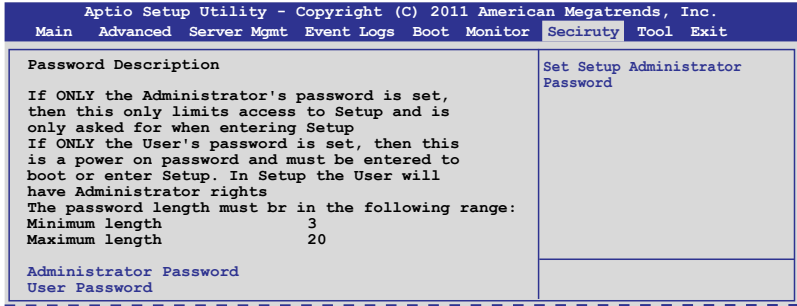 Aptio Setup Utility - Copyright (C) 2011 American Megatrends, Inc.
Main Advanced Server Mgmt Event Logs Boot Monitor Seciruty Tool Exit
Password Description
If ONLY the Administrator's password is set,
then this only limits access to Setup and is
only asked for when entering Setup
If ONLY the User's password is set, then this
is a power on password and must be entered to
boot or enter Setup. In Setup the User will
have Administrator rights
The password length must br in the following range:
Minimum length 3
Maximum length 20
Administrator Password
User Password
Set Setup Administrator
Password